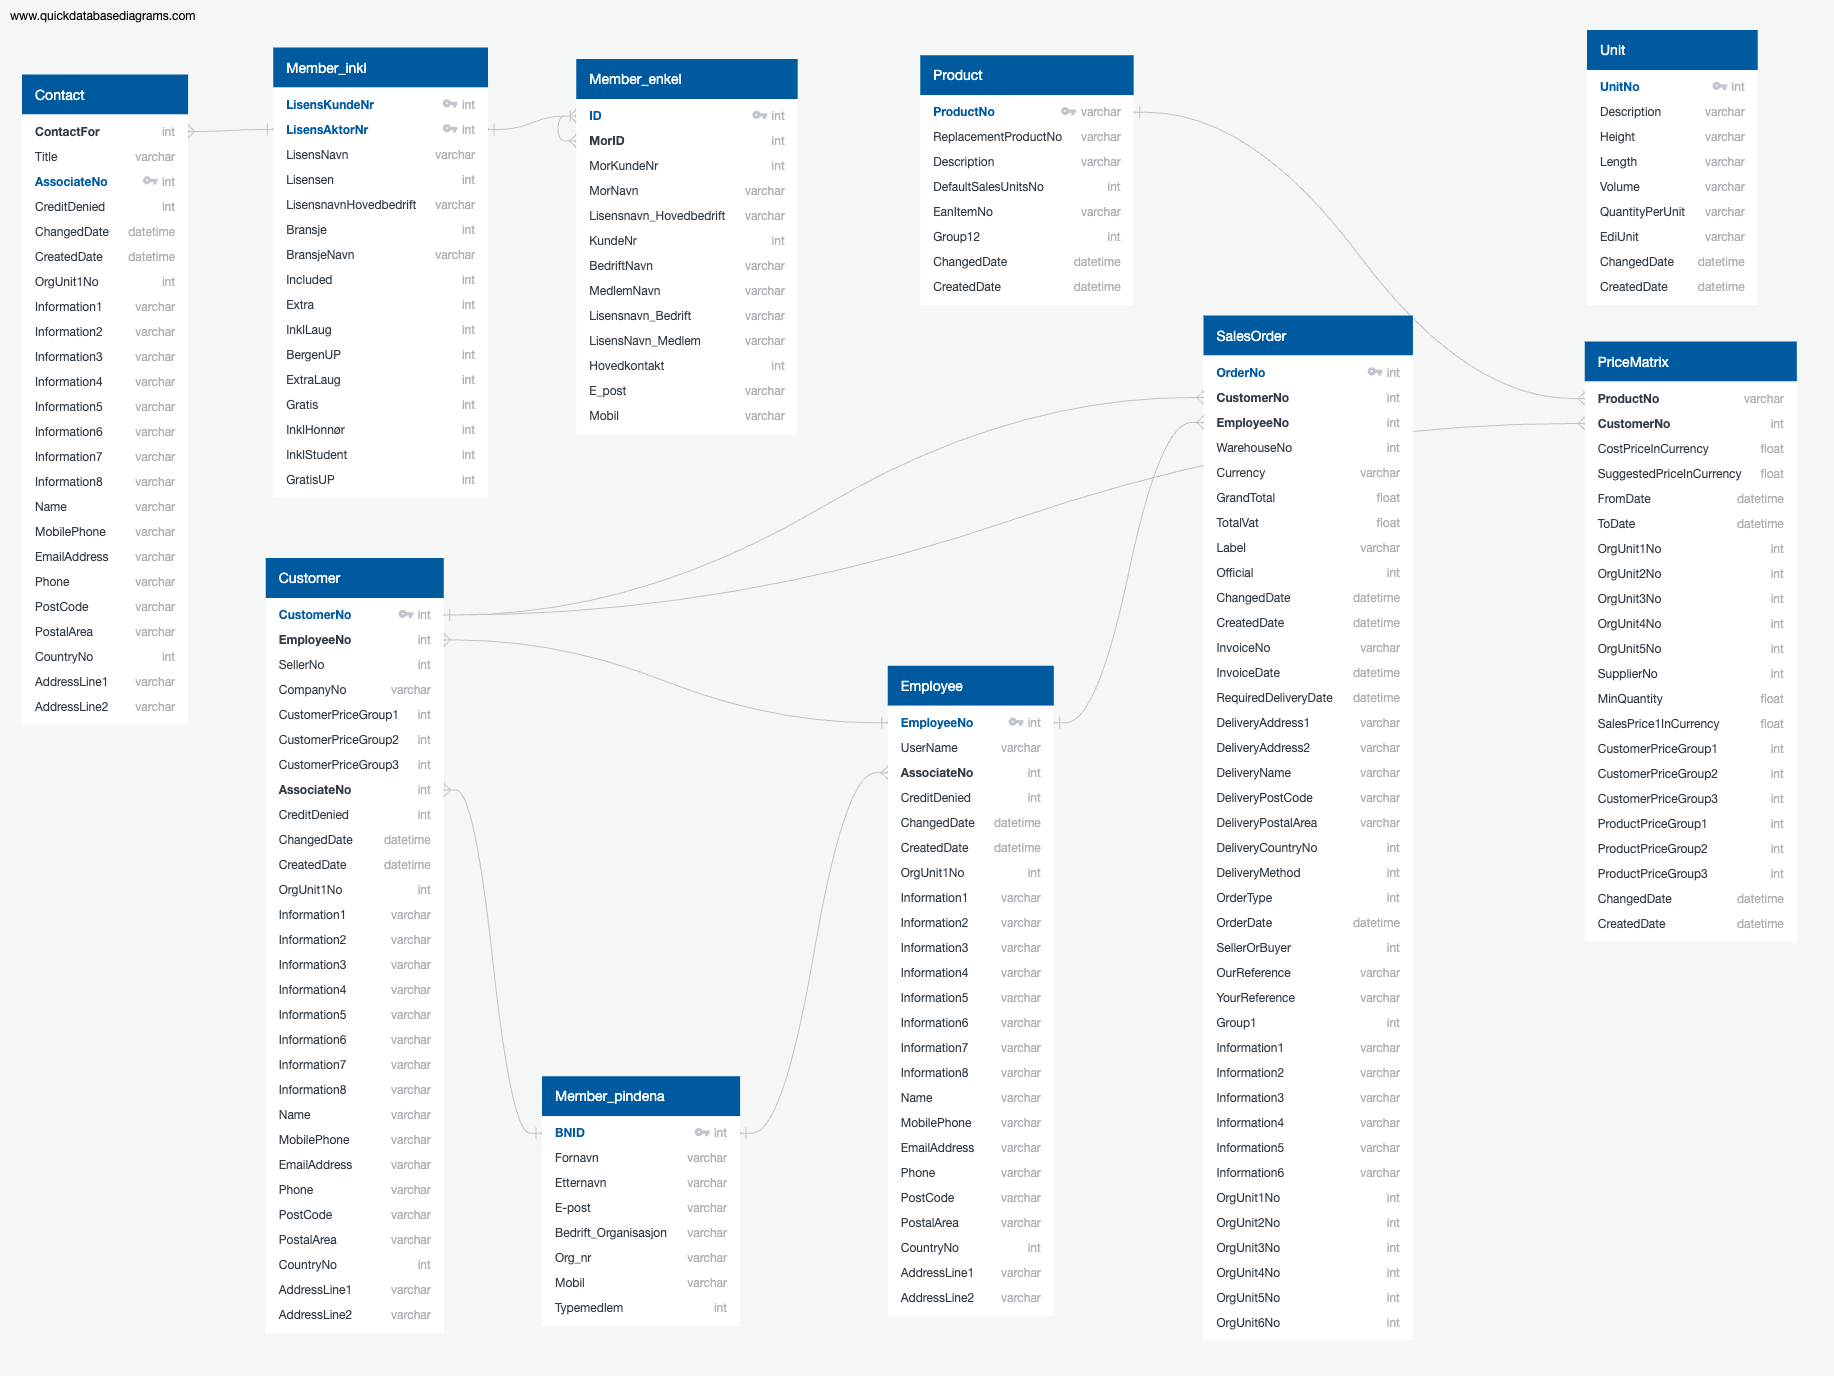 www.quickdatabasediagrams.com
Contact
ContactFor int
Title varchar
AssociateNo int
CreditDenied int
ChangedDate datetime
CreatedDate datetime
OrgUnit1No int
Information1 varchar
Information2 varchar
Information3 varchar
Information4 varchar
Information5 varchar
Information6 varchar
Information7 varchar
Information8 varchar
Name varchar
MobilePhone varchar
EmailAddress varchar
Phone varchar
PostCode varchar
PostalArea varchar
CountryNo int
AddressLine1 varchar
AddressLine2 varchar
Member_inkl
LisensKundeNr int
LisensAktorNr int
LisensNavn varchar
Lisensen int
LisensnavnHovedbedrift varchar
Bransje int
BransjeNavn varchar
Included int
Extra int
InklLaug int
BergenUP int
ExtraLaug int
Gratis int
InklHonnør int
InklStudent int
GratisUP int
Member_enkel
ID int
MorID int
MorKundeNr int
MorNavn varchar
Lisensnavn_Hovedbedrift varchar
KundeNr int
BedriftNavn varchar
MedlemNavn varchar
Lisensnavn_Bedrift varchar
LisensNavn_Medlem varchar
Hovedkontakt int
E_post varchar
Mobil varchar
Product
ProductNo varchar
ReplacementProductNo varchar
Description varchar
DefaultSalesUnitsNo int
EanItemNo varchar
Group12 int
ChangedDate datetime
CreatedDate datetime
Unit
UnitNo int
Description varchar
Height varchar
Length varchar
Volume varchar
QuantityPerUnit varchar
EdiUnit varchar
ChangedDate datetime
CreatedDate datetime
SalesOrder
OrderNo int
CustomerNo int
EmployeeNo int
WarehouseNo int
Currency varchar
GrandTotal float
TotalVat float
Label varchar
Official int
ChangedDate datetime
CreatedDate datetime
InvoiceNo varchar
InvoiceDate datetime
RequiredDeliveryDate datetime
DeliveryAddress1 varchar
DeliveryAddress2 varchar
DeliveryName varchar
DeliveryPostCode varchar
DeliveryPostalArea varchar
DeliveryCountryNo int
DeliveryMethod int
OrderType int
OrderDate datetime
SellerOrBuyer int
OurReference varchar
YourReference varchar
Group1 int
Information1 varchar
Information2 varchar
Information3 varchar
Information4 varchar
Information5 varchar
Information6 varchar
OrgUnit1No int
OrgUnit2No int
OrgUnit3No int
OrgUnit4No int
OrgUnit5No int
OrgUnit6No int
PriceMatrix
ProductNo varchar
CustomerNo int
CostPriceInCurrency float
SuggestedPriceInCurrency float
FromDate datetime
ToDate datetime
OrgUnit1No int
OrgUnit2No int
OrgUnit3No int
OrgUnit4No int
OrgUnit5No int
SupplierNo int
MinQuantity float
SalesPrice1InCurrency float
CustomerPriceGroup1 int
CustomerPriceGroup2 int
CustomerPriceGroup3 int
ProductPriceGroup1 int
ProductPriceGroup2 int
ProductPriceGroup3 int
ChangedDate datetime
CreatedDate datetime
Customer
CustomerNo int
EmployeeNo int
SellerNo int
CompanyNo varchar
CustomerPriceGroup1 int
CustomerPriceGroup2 int
CustomerPriceGroup3 int
AssociateNo int
CreditDenied int
ChangedDate datetime
CreatedDate datetime
OrgUnit1No int
Information1 varchar
Information2 varchar
Information3 varchar
Information4 varchar
Information5 varchar
Information6 varchar
Information7 varchar
Information8 varchar
Name varchar
MobilePhone varchar
EmailAddress varchar
Phone varchar
PostCode varchar
PostalArea varchar
CountryNo int
AddressLine1 varchar
AddressLine2 varchar
Employee
EmployeeNo int
UserName varchar
AssociateNo int
CreditDenied int
ChangedDate datetime
CreatedDate datetime
OrgUnit1No int
Information1 varchar
Information2 varchar
Information3 varchar
Information4 varchar
Information5 varchar
Information6 varchar
Information7 varchar
Information8 varchar
Name varchar
MobilePhone varchar
EmailAddress varchar
Phone varchar
PostCode varchar
PostalArea varchar
CountryNo int
AddressLine1 varchar
AddressLine2 varchar
Member_pindena
BNID int
Fornavn varchar
Etternavn varchar
E-post varchar
Bedrift_Organisasjon varchar
Org_nr varchar
Mobil varchar
Typemedlem int